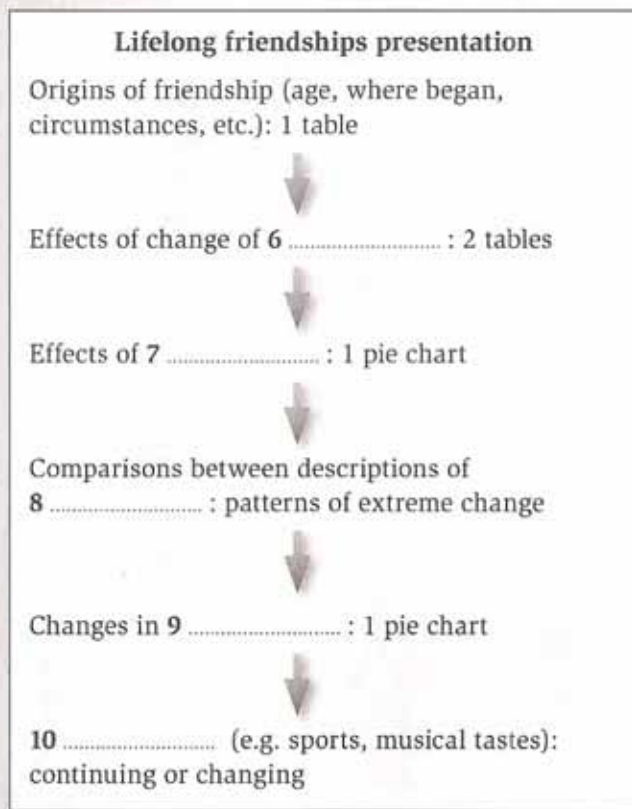 Lifelong friendships presentation
Origins of friendship (age, where began,
circumstances, etc.): 1 table
Effects of change of 6 ............................ : 2 tables
Effects of 7 ............................ : 1 pie chart
Comparisons between descriptions of
8 ............................ : patterns of extreme change
Changes in 9 ............................ : 1 pie chart
10 ............................ (e.g. sports, musical tastes):
continuing or changing